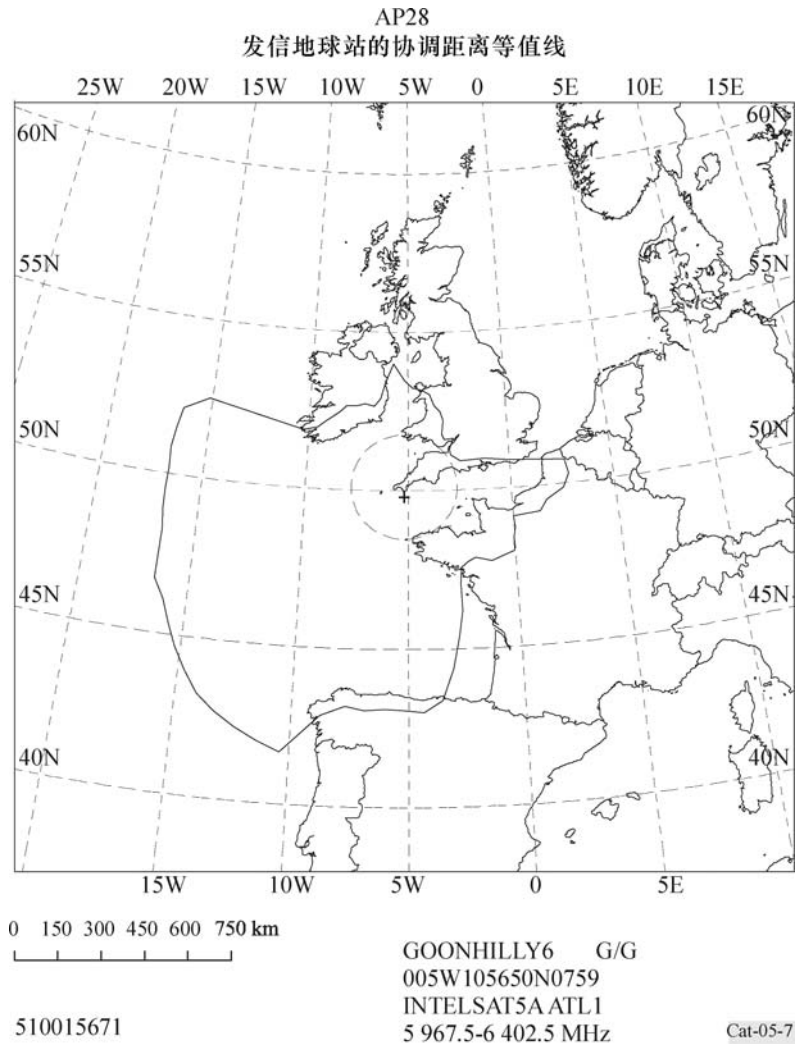 AP28
发信地球站的协调距离等值线
25W 20W 15W 10W 5W 0 5E 10E 15E
60N 60N
55N 55N
50N 50N
45N 45N
40N 40N
15W 10W 5W 0 5E
0 150 300 450 600 750 km
GOONHILLY6 G/G
005W105650N0759
INTELSAT5A ATL1
510015671
5 967.5-6 402.5 MHz
Cat-05-7